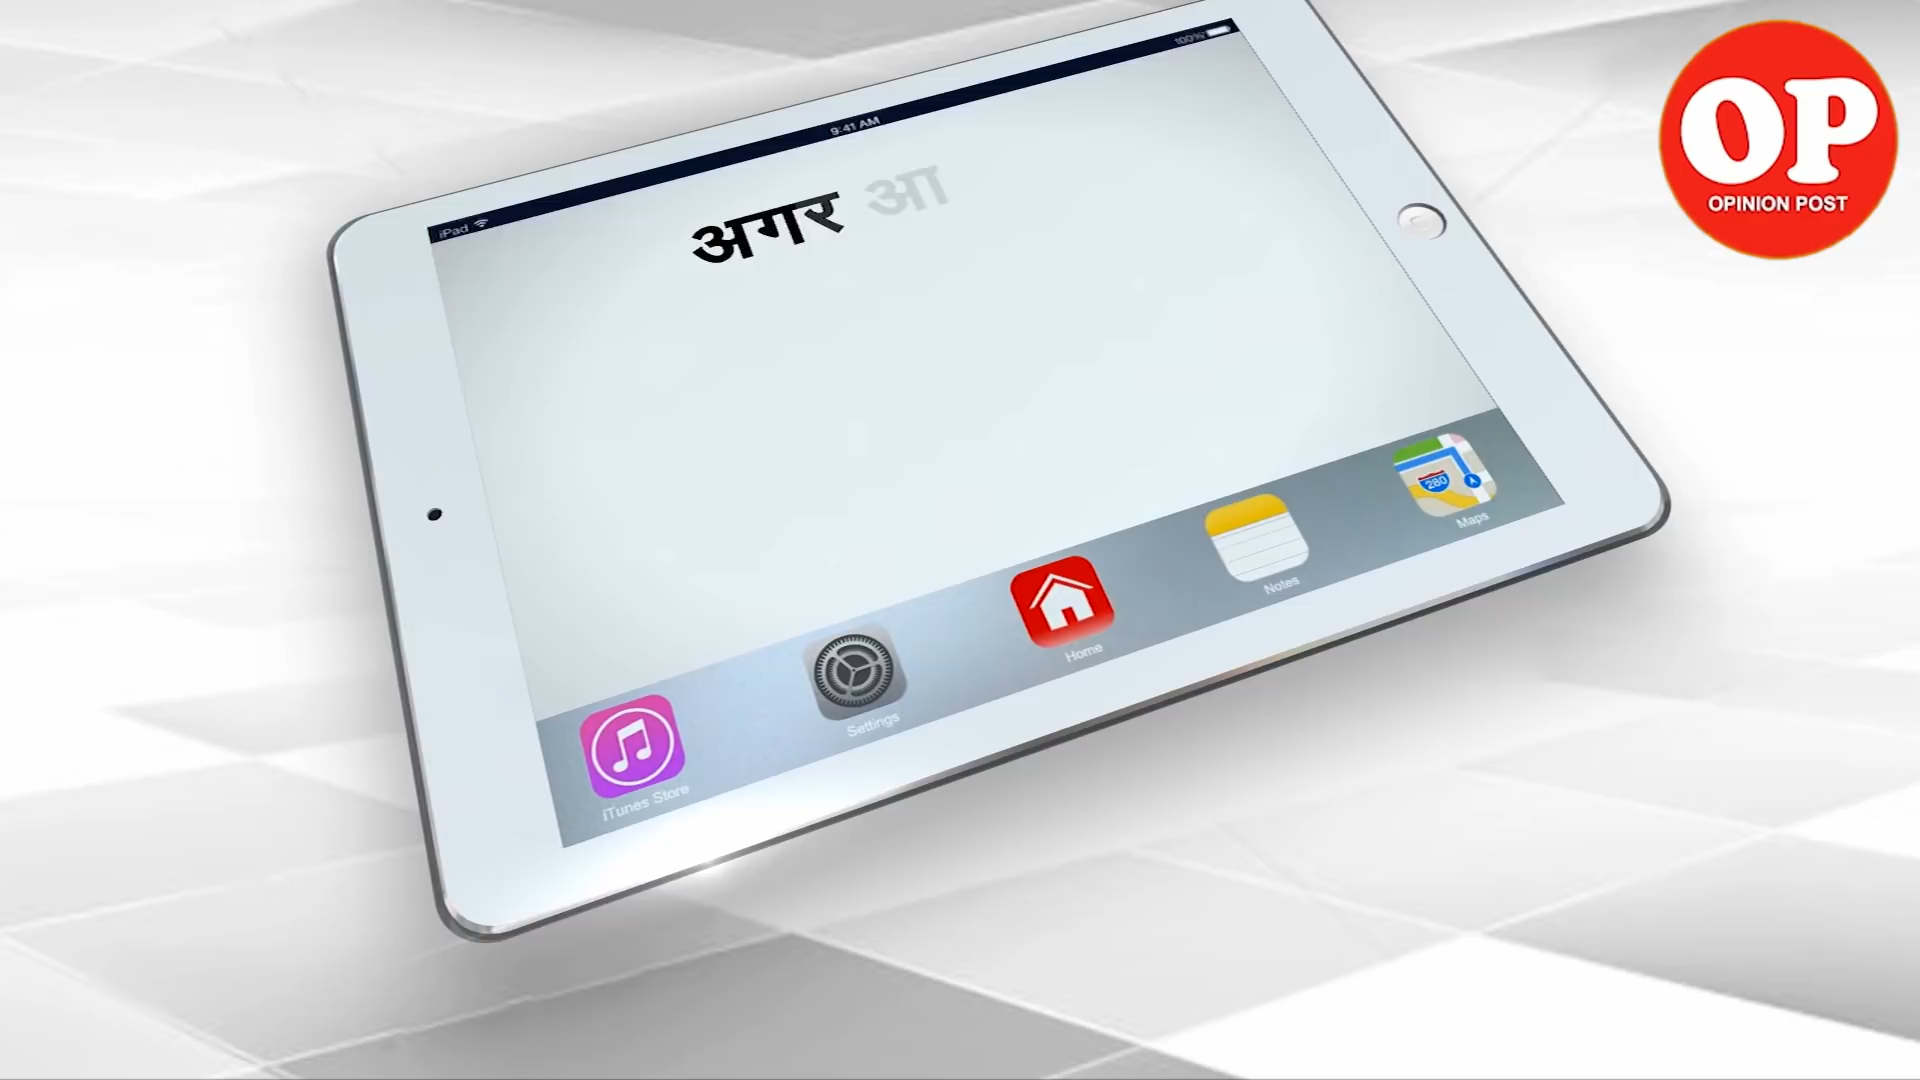 iPad
9:41 AM
100%
अगर आ
iTunes Store
Settings
Home
Notes
280
Maps
OP
OPINION POST